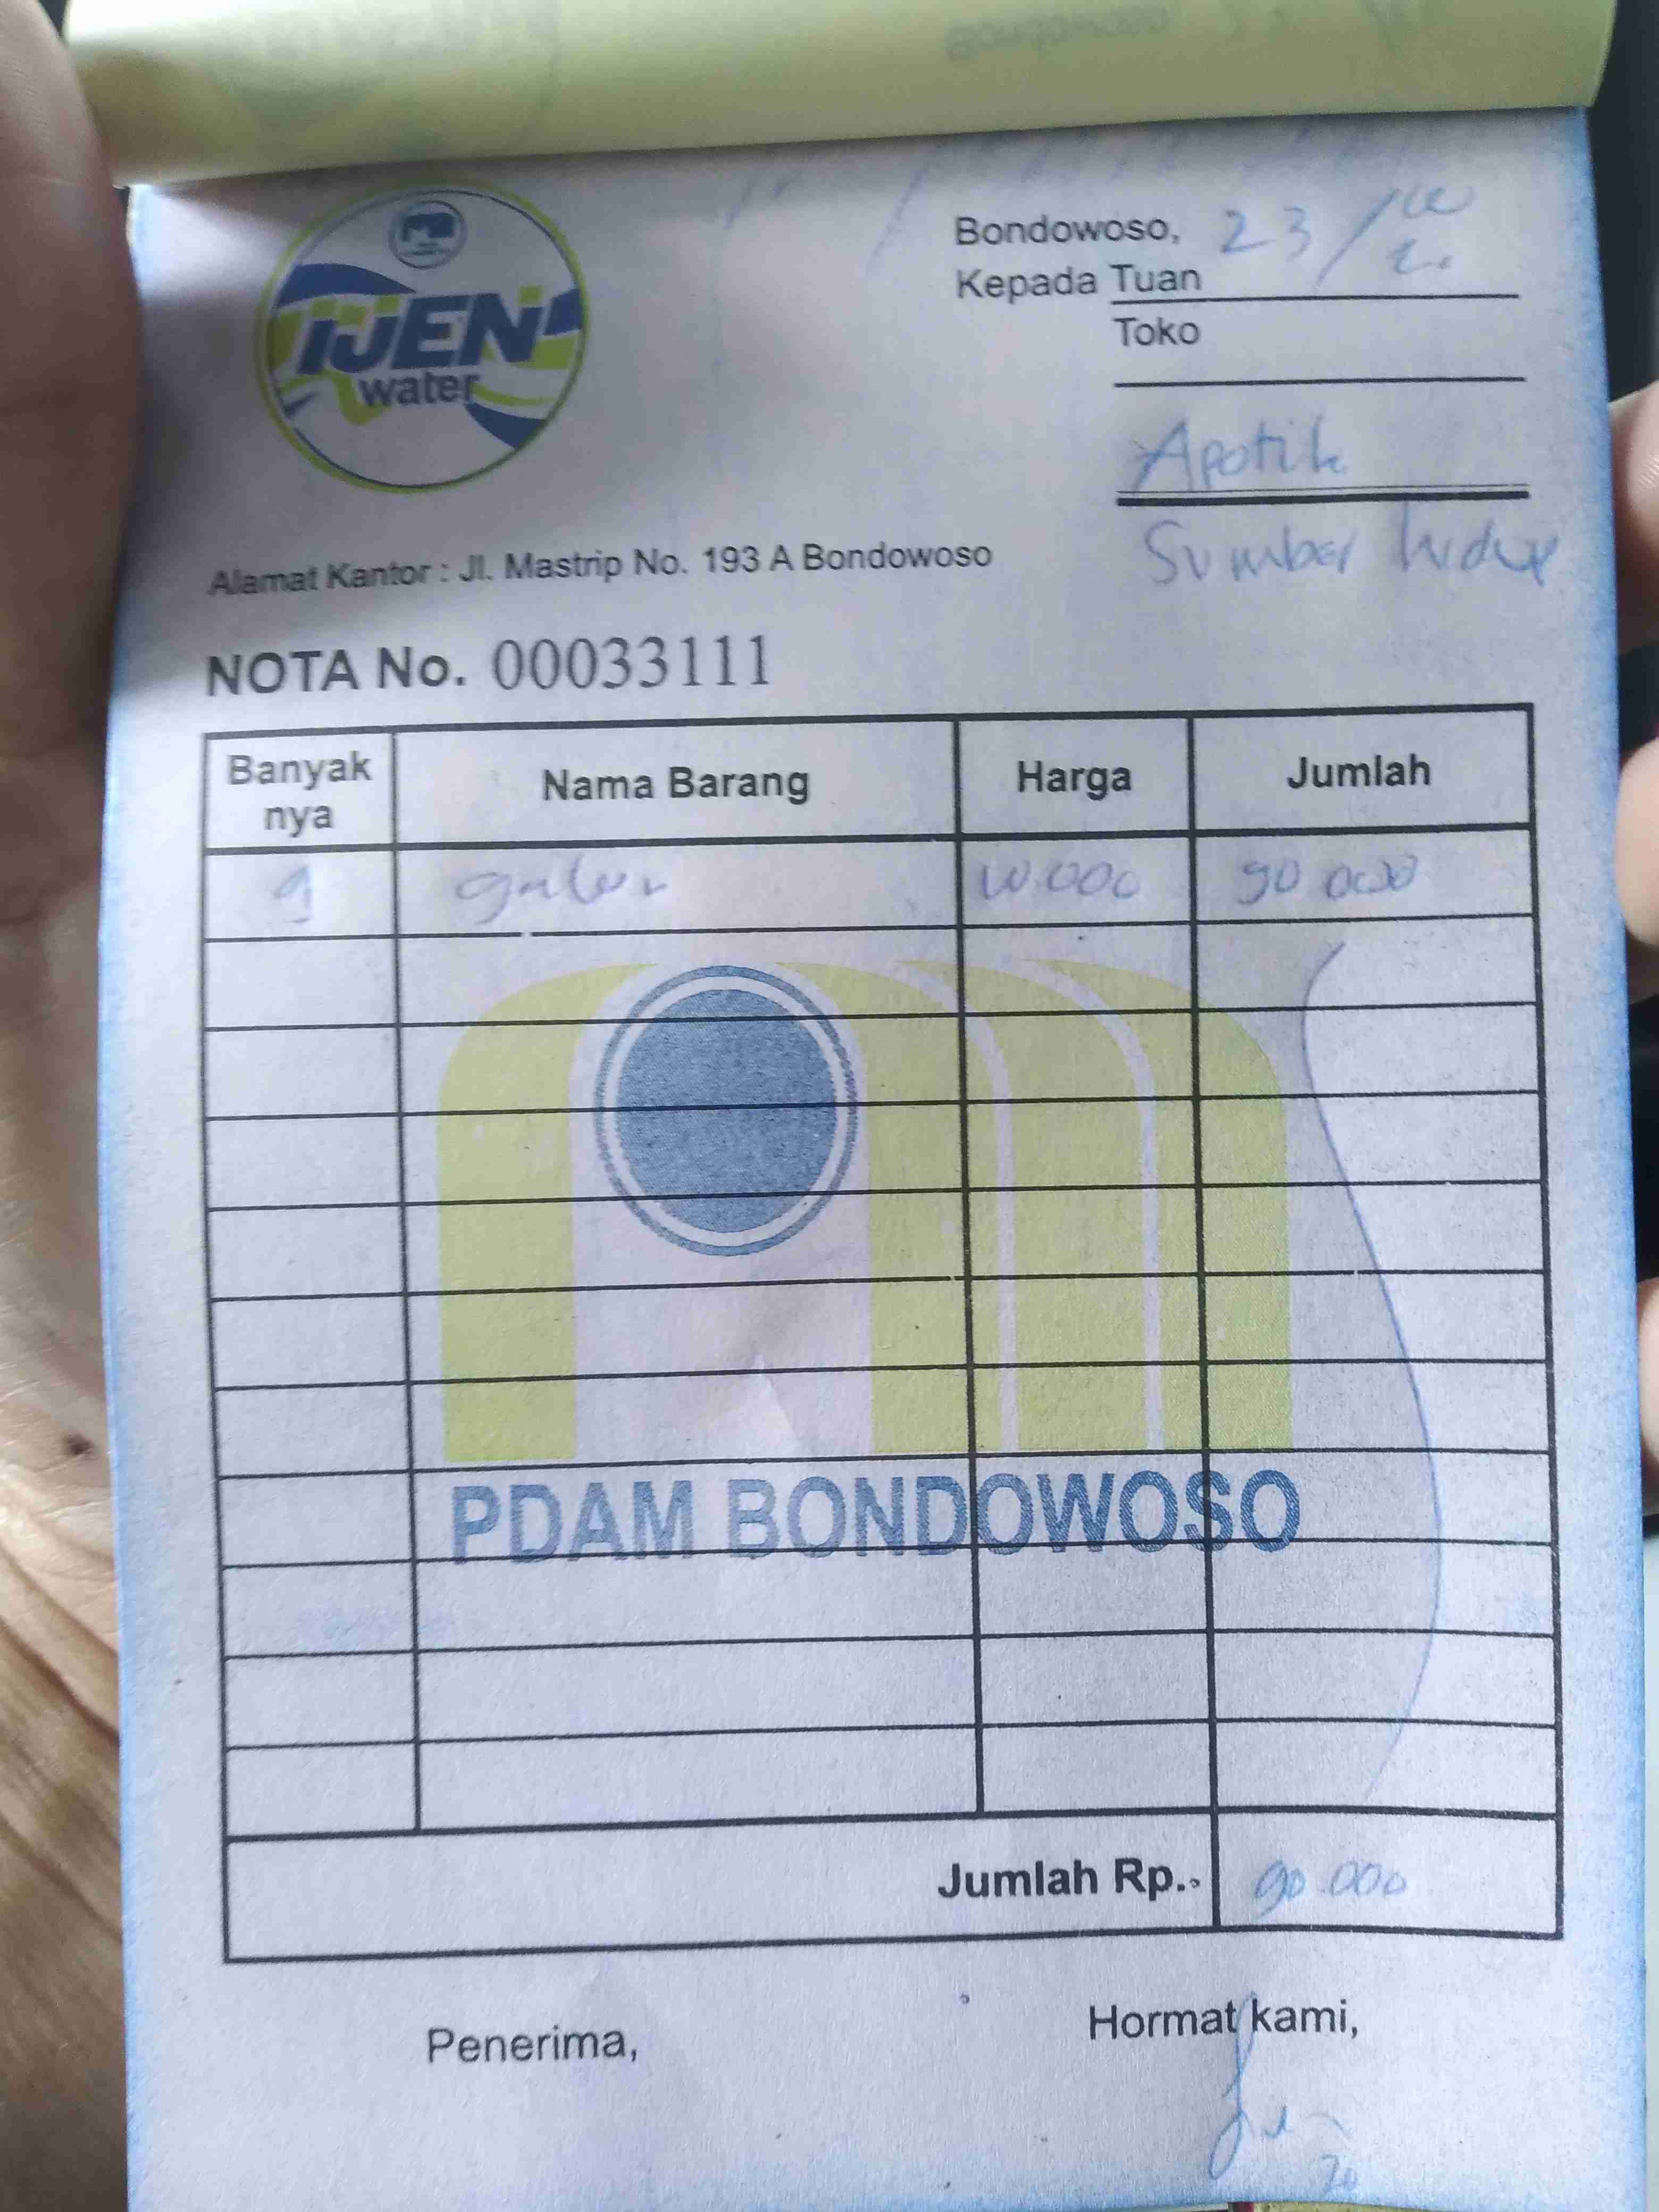 IJEN
water
Bondowoso, 23/10
Kepada Tuan
Toko
Apotik
Sumber hidup
Alamat Kantor : Jl. Mastrip No. 193 A Bondowoso
NOTA No. 00033111
Banyak nya Nama Barang Harga Jumlah
9 galon 10.000 90 000
PDAM BONDOWOSO
Jumlah Rp.. 90.000
Penerima, Hormat kami,